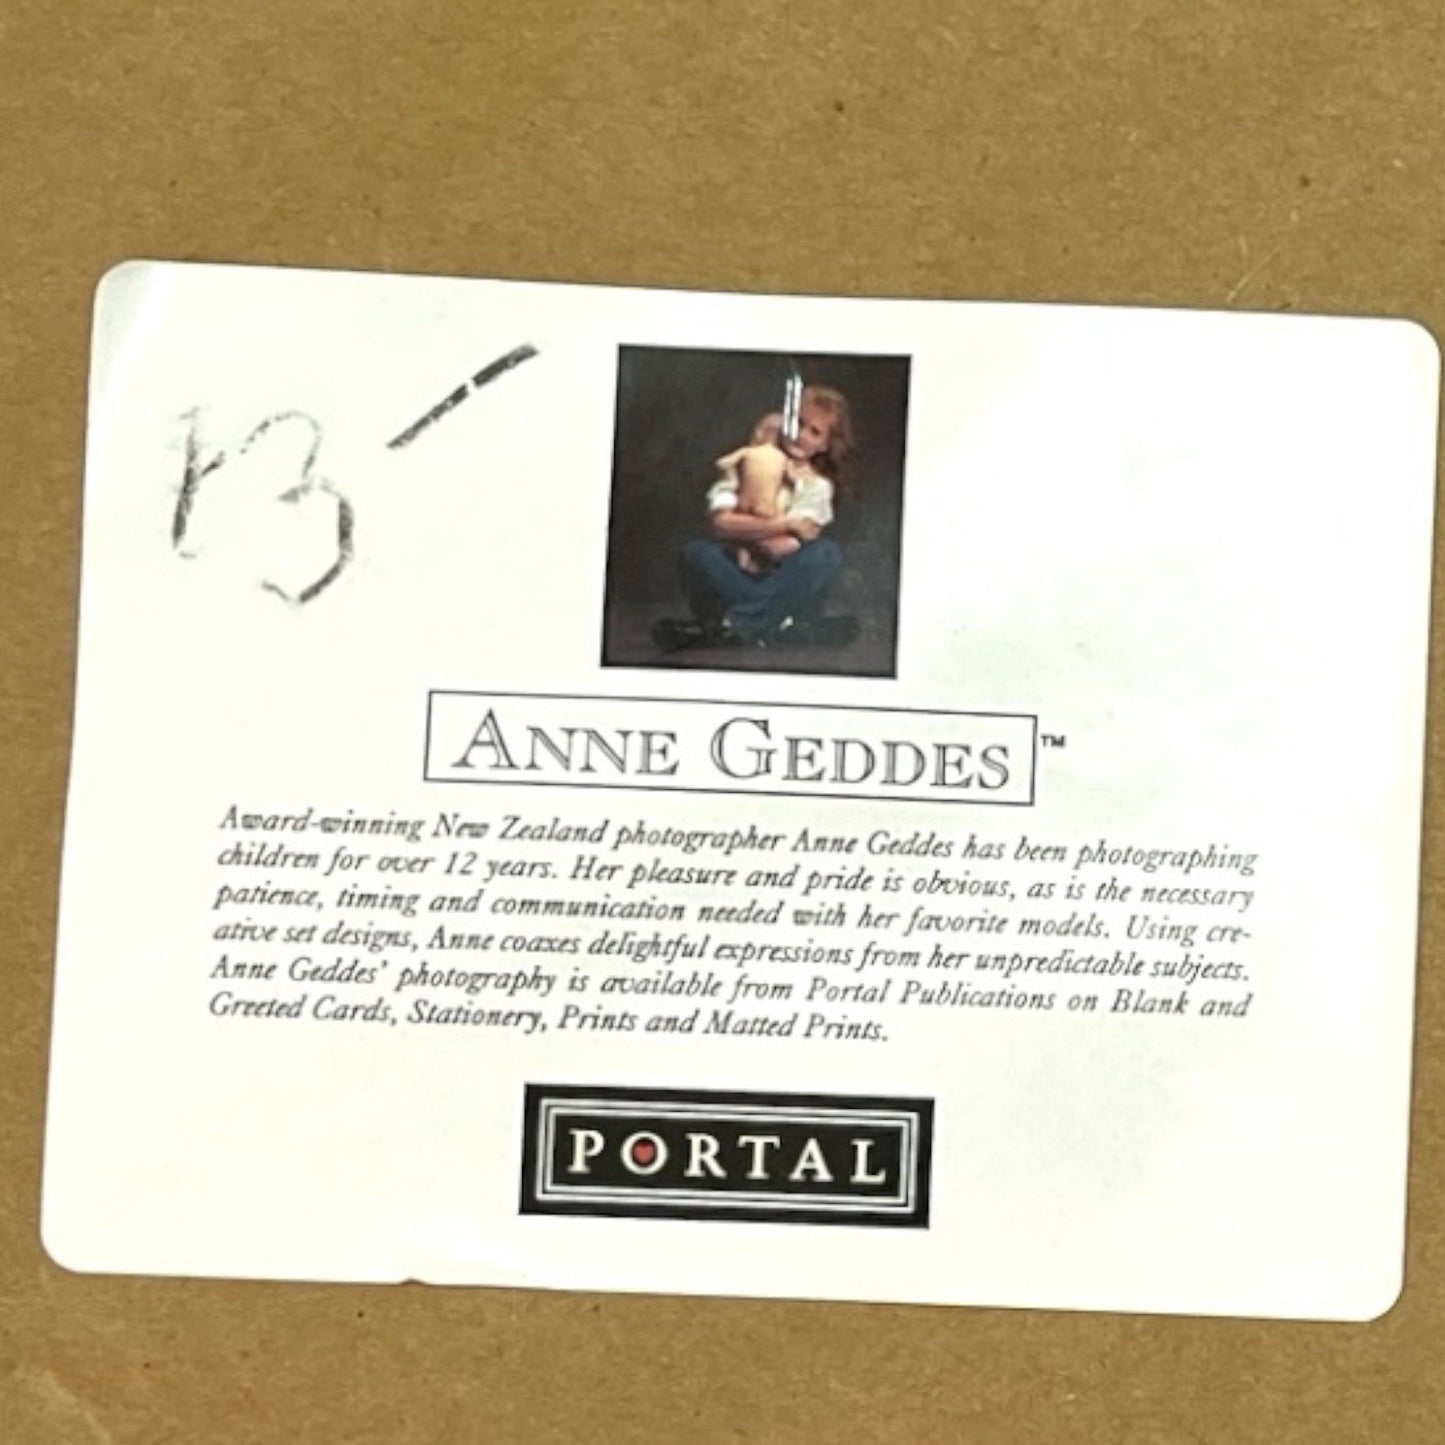 ANNE GEDDES™
Award-winning New Zealand photographer Anne Geddes has been photographing
children for over 12 years. Her pleasure and pride is obvious, as is the necessary
patience, timing and communication needed with her favorite models. Using cre-
ative set designs, Anne coaxes delightful expressions from her unpredictable subjects.
Anne Geddes' photography is available from Portal Publications on Blank and
Greeted Cards, Stationery, Prints and Matted Prints.
PORTAL